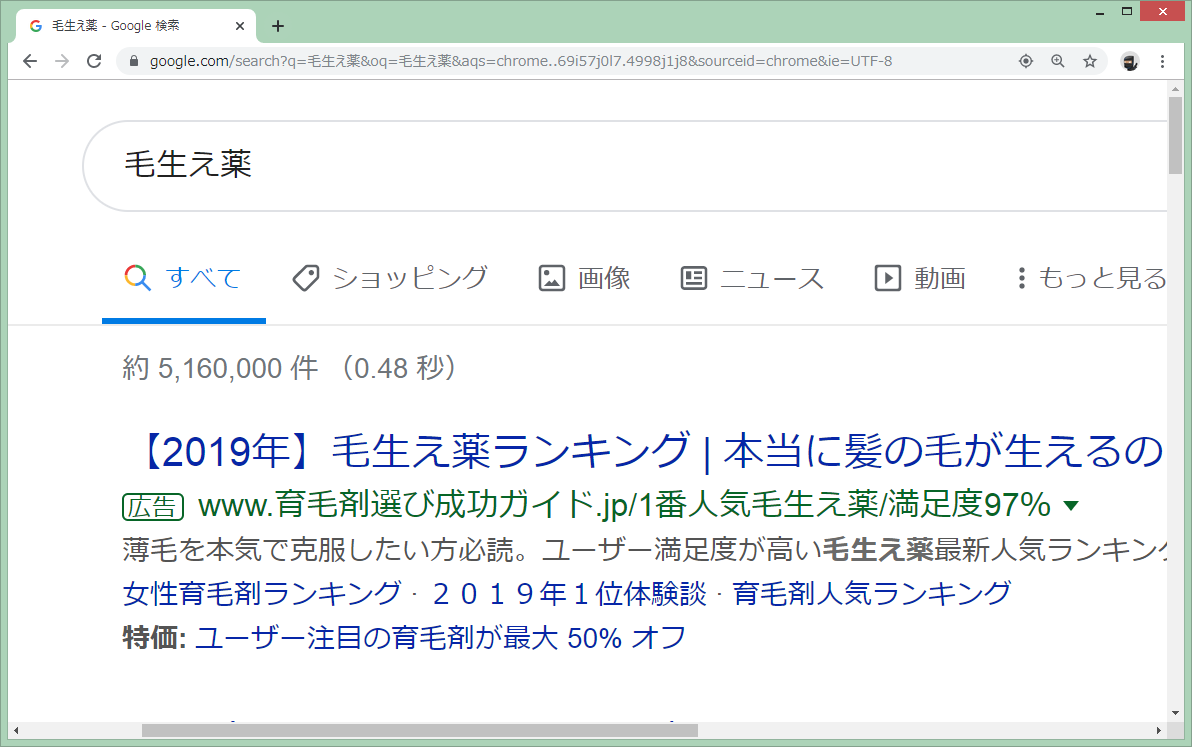 毛生え薬 - Google 検索
google.com/search?q=毛生え薬&oq=毛生え薬&aqs=chrome..69i57j0l7.4998j1j8&sourceid=chrome&ie=UTF-8
毛生え薬
すべて ショッピング 画像 ニュース 動画 もっと見る
約 5,160,000 件 （0.48 秒）
【2019年】毛生え薬ランキング | 本当に髪の毛が生えるの
広告 www.育毛剤選び成功ガイド.jp/1番人気毛生え薬/満足度97%
薄毛を本気で克服したい方必読。ユーザー満足度が高い毛生え薬最新人気ランキング
女性育毛剤ランキング · ２０１９年１位体験談 · 育毛剤人気ランキング
特価: ユーザー注目の育毛剤が最大 50% オフ